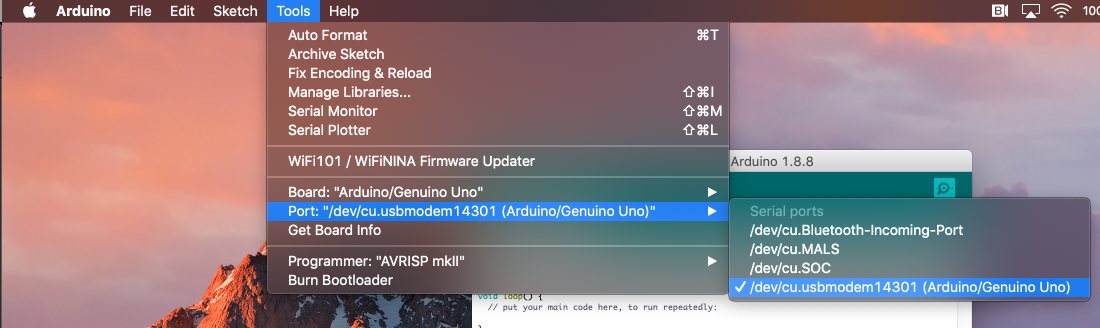 Arduino File Edit Sketch Tools Help 100
Auto Format ⌘T
Archive Sketch
Fix Encoding & Reload
Manage Libraries... ⇧⌘I
Serial Monitor ⇧⌘M
Serial Plotter ⇧⌘L
WiFi101 / WiFiNINA Firmware Updater
Arduino 1.8.8
Board: "Arduino/Genuino Uno"
Port: "/dev/cu.usbmodem14301 (Arduino/Genuino Uno)"
Get Board Info
Programmer: "AVRISP mkII"
Burn Bootloader
Serial ports
/dev/cu.Bluetooth-Incoming-Port
/dev/cu.MALS
/dev/cu.SOC
✓ /dev/cu.usbmodem14301 (Arduino/Genuino Uno)
void loop() {
// put your main code here, to run repeatedly: